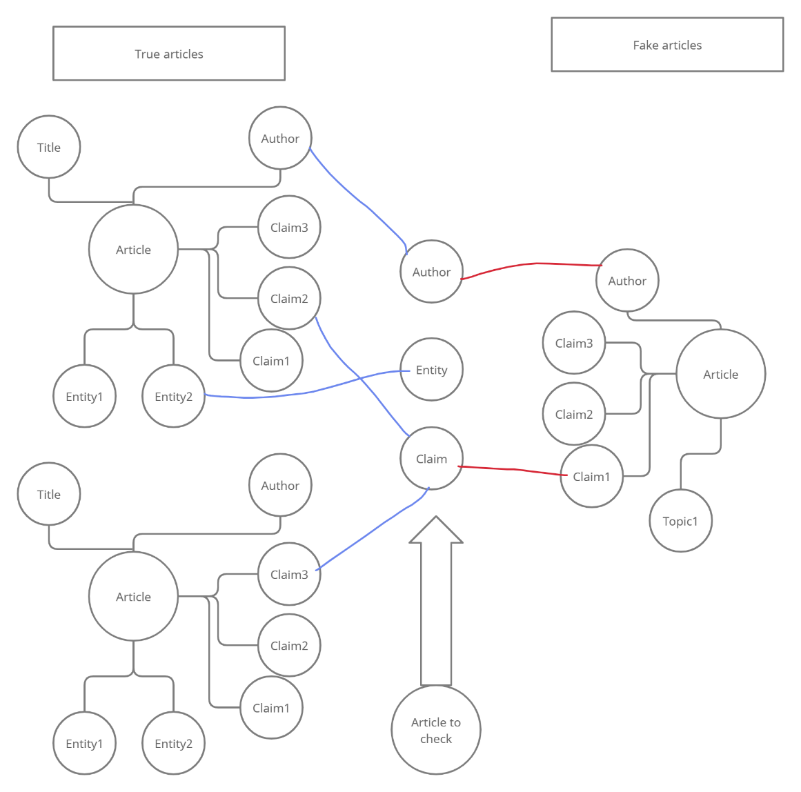 True articles
Fake articles
Title
Author
Article
Claim3
Claim2
Claim1
Entity1
Entity2
Title
Author
Article
Claim3
Claim2
Claim1
Entity1
Entity2
Author
Entity
Claim
Article to
check
Author
Claim3
Claim2
Claim1
Article
Topic1